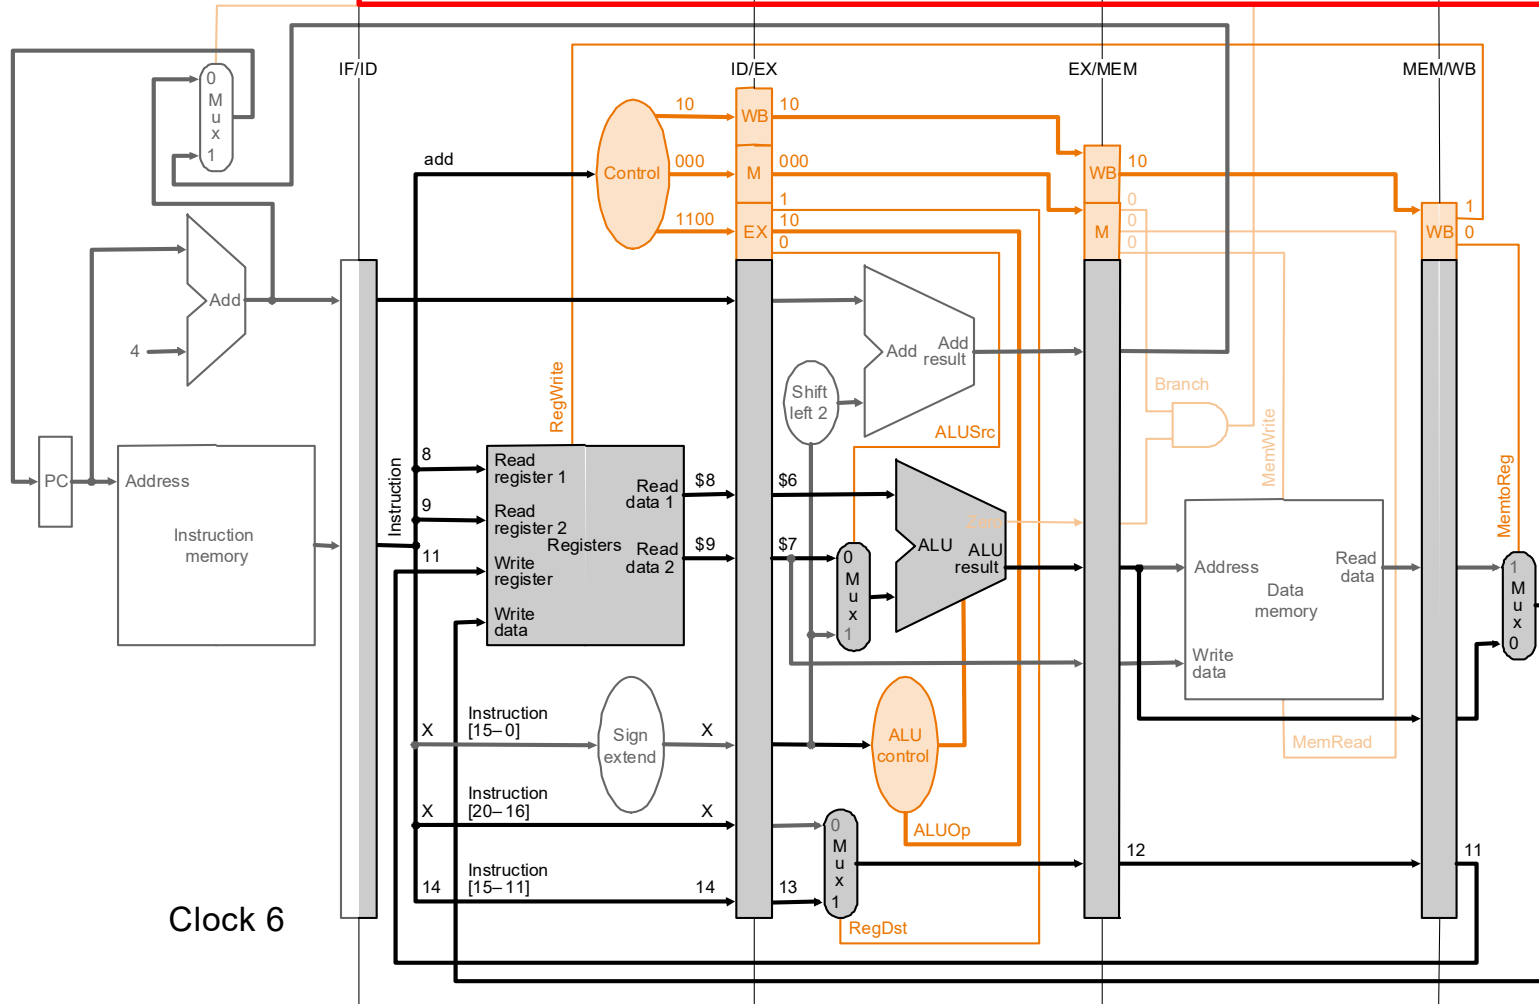 IF/ID
ID/EX
EX/MEM
MEM/WB
0
M
u
x
1
add
Control
10
000
1100
WB
M
EX
10
000
1
10
0
WB
M
10
0
0
0
WB
1
0
Add
4
RegWrite
Shift
left 2
Add
Add
result
Branch
ALUSrc
MemWrite
MemtoReg
PC
Address
Instruction
memory
Instruction
8
9
11
Read
register 1
Read
register 2
Registers
Write
register
Write
data
Read
data 1
Read
data 2
$8
$9
$6
$7
0
M
u
x
1
Zero
ALU
ALU
result
Address
Read
data
Data
memory
Write
data
1
M
u
x
0
X
Instruction
[15–0]
Sign
extend
X
ALU
control
MemRead
X
Instruction
[20–16]
X
0
M
u
x
1
ALUOp
14
Instruction
[15–11]
14
13
12
11
RegDst
Clock 6